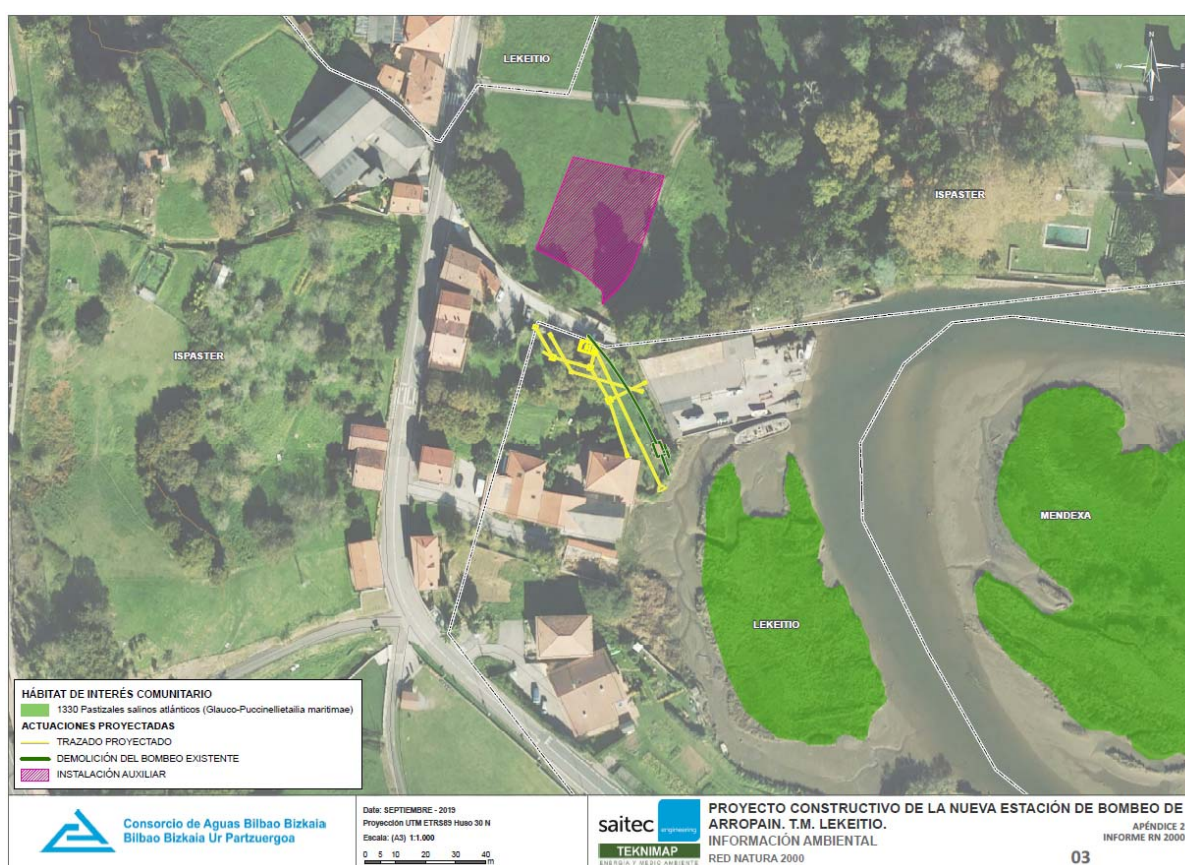 LEKEITIO
N
W
E
S
ISPASTER
ISPASTER
MENDEXA
LEKEITIO
HÁBITAT DE INTERÉS COMUNITARIO
1330 Pastizales salinos atlánticos (Glauco-Puccinellietailia maritimae)
ACTUACIONES PROYECTADAS
TRAZADO PROYECTADO
DEMOLICIÓN DEL BOMBEO EXISTENTE
INSTALACIÓN AUXILIAR
Consorcio de Aguas Bilbao Bizkaia
Bilbao Bizkaia Ur Partzuergoa
Date: SEPTIEMBRE - 2019
Proyección UTM ETRS89 Huso 30 N
Escala: (A3) 1:1.000
0 5 10 20 30 40
m
saitec engineering
TEKNIMAP
ENERGÍA Y MEDIO AMBIENTE
PROYECTO CONSTRUCTIVO DE LA NUEVA ESTACIÓN DE BOMBEO DE
ARROPAIN. T.M. LEKEITIO.
INFORMACIÓN AMBIENTAL
RED NATURA 2000
APÉNDICE 2
INFORME RN 2000
03